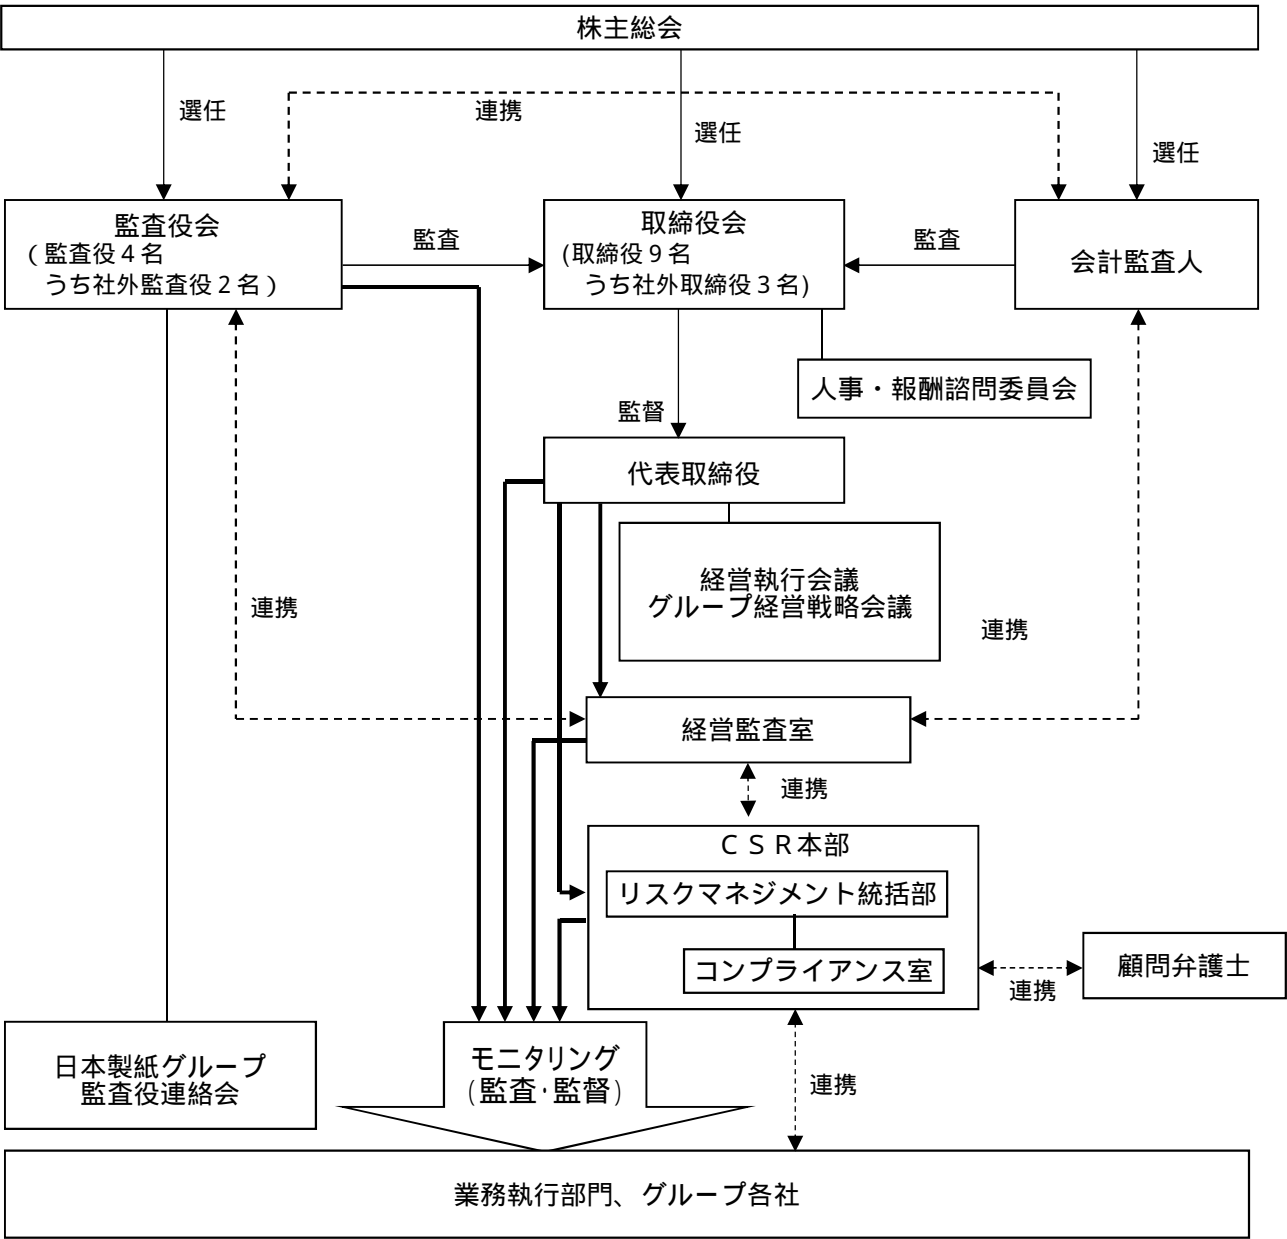 株主総会
選任
連携
選任
選任
監査役会
（監査役４名
うち社外監査役２名）
監査
取締役会
(取締役９名
うち社外取締役３名)
監査
会計監査人
人事・報酬諮問委員会
監督
代表取締役
経営執行会議
グループ経営戦略会議
連携
連携
経営監査室
連携
ＣＳＲ本部
リスクマネジメント統括部
コンプライアンス室
連携
顧問弁護士
日本製紙グループ
監査役連絡会
モニタリング
（監査･監督）
連携
業務執行部門、グループ各社